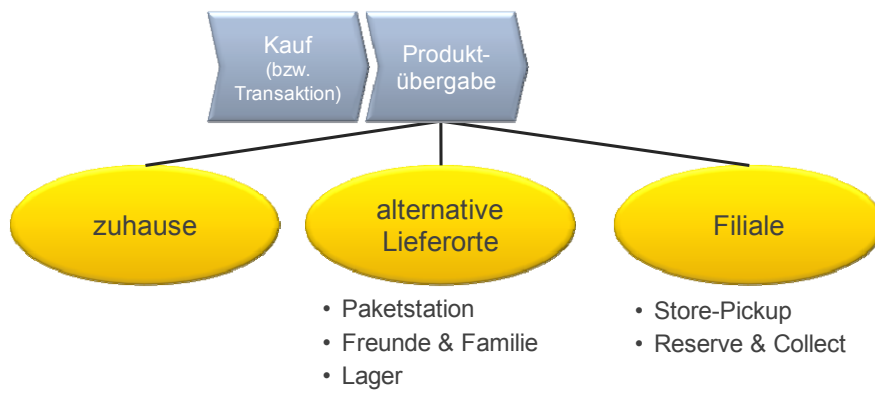 Kauf
(bzw.
Transaktion)
Produkt-
übergabe
zuhause
alternative
Lieferorte
Filiale
• Paketstation
• Freunde & Familie
• Lager
• Store-Pickup
• Reserve & Collect